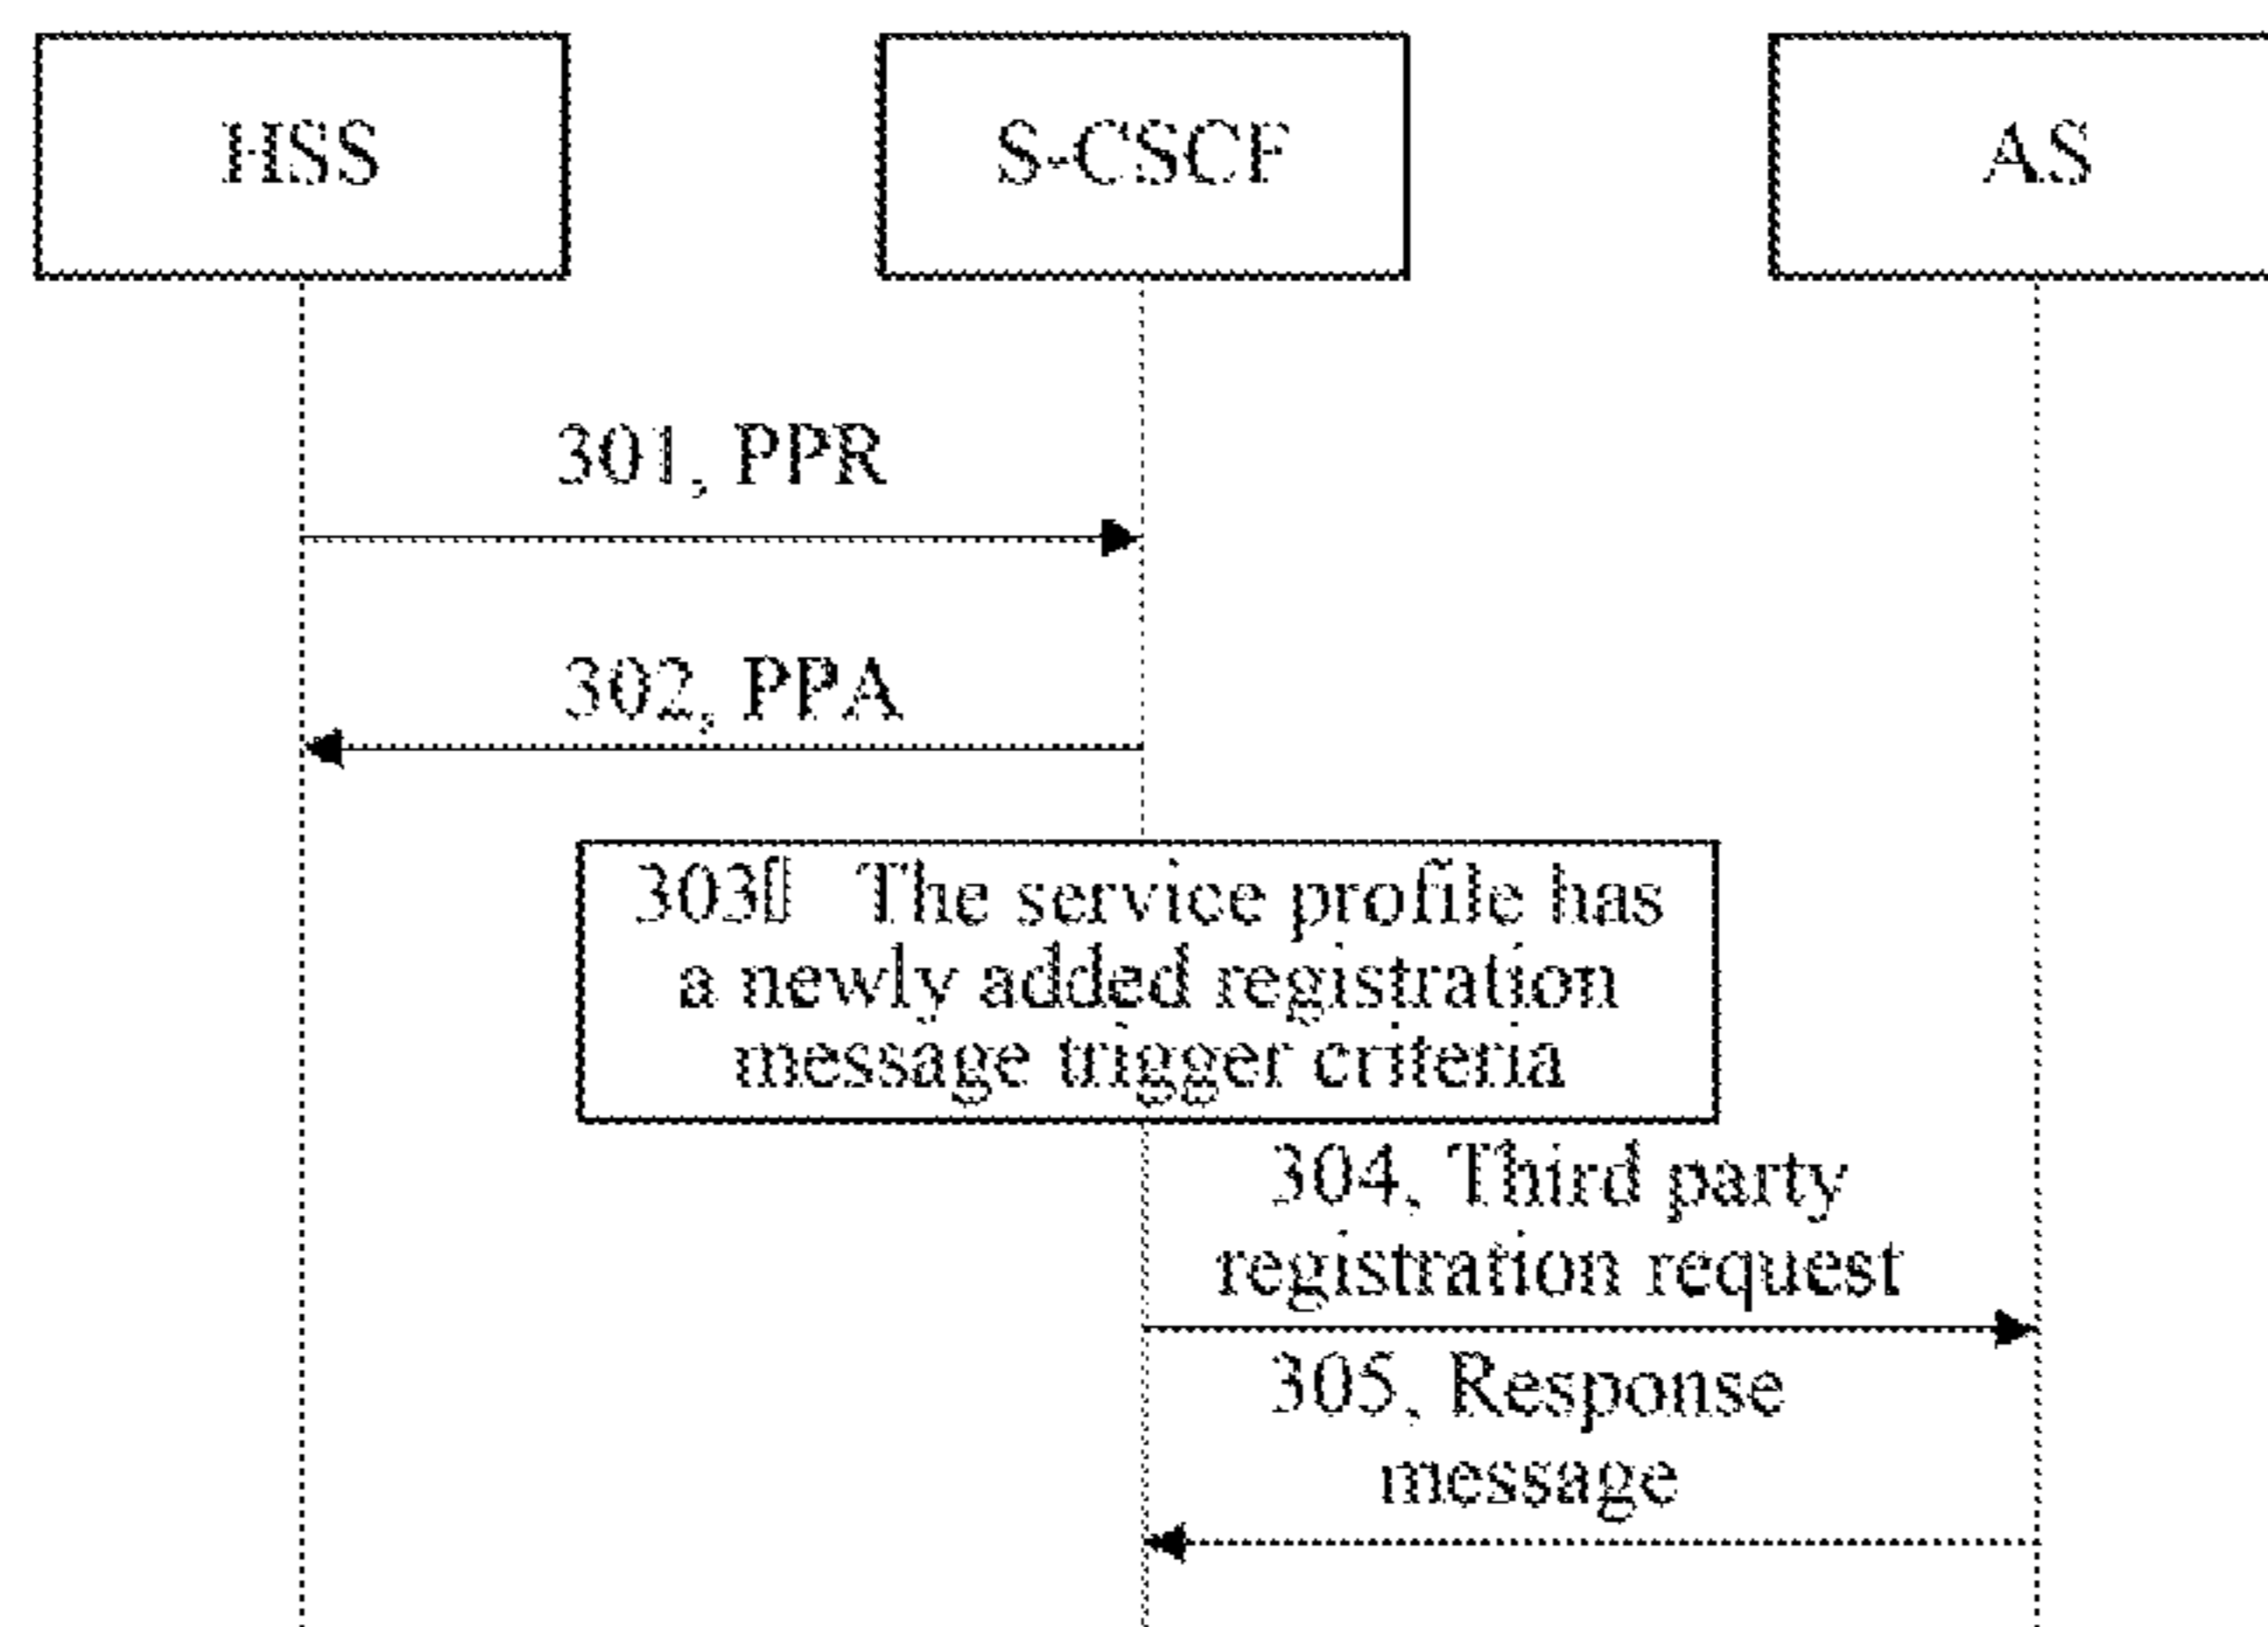 HSS
S-CSCF
AS
301, PPR
302, PPA
303 The service profile has
a newly added registration
message trigger criteria
304, Third party
registration request
305, Response
message